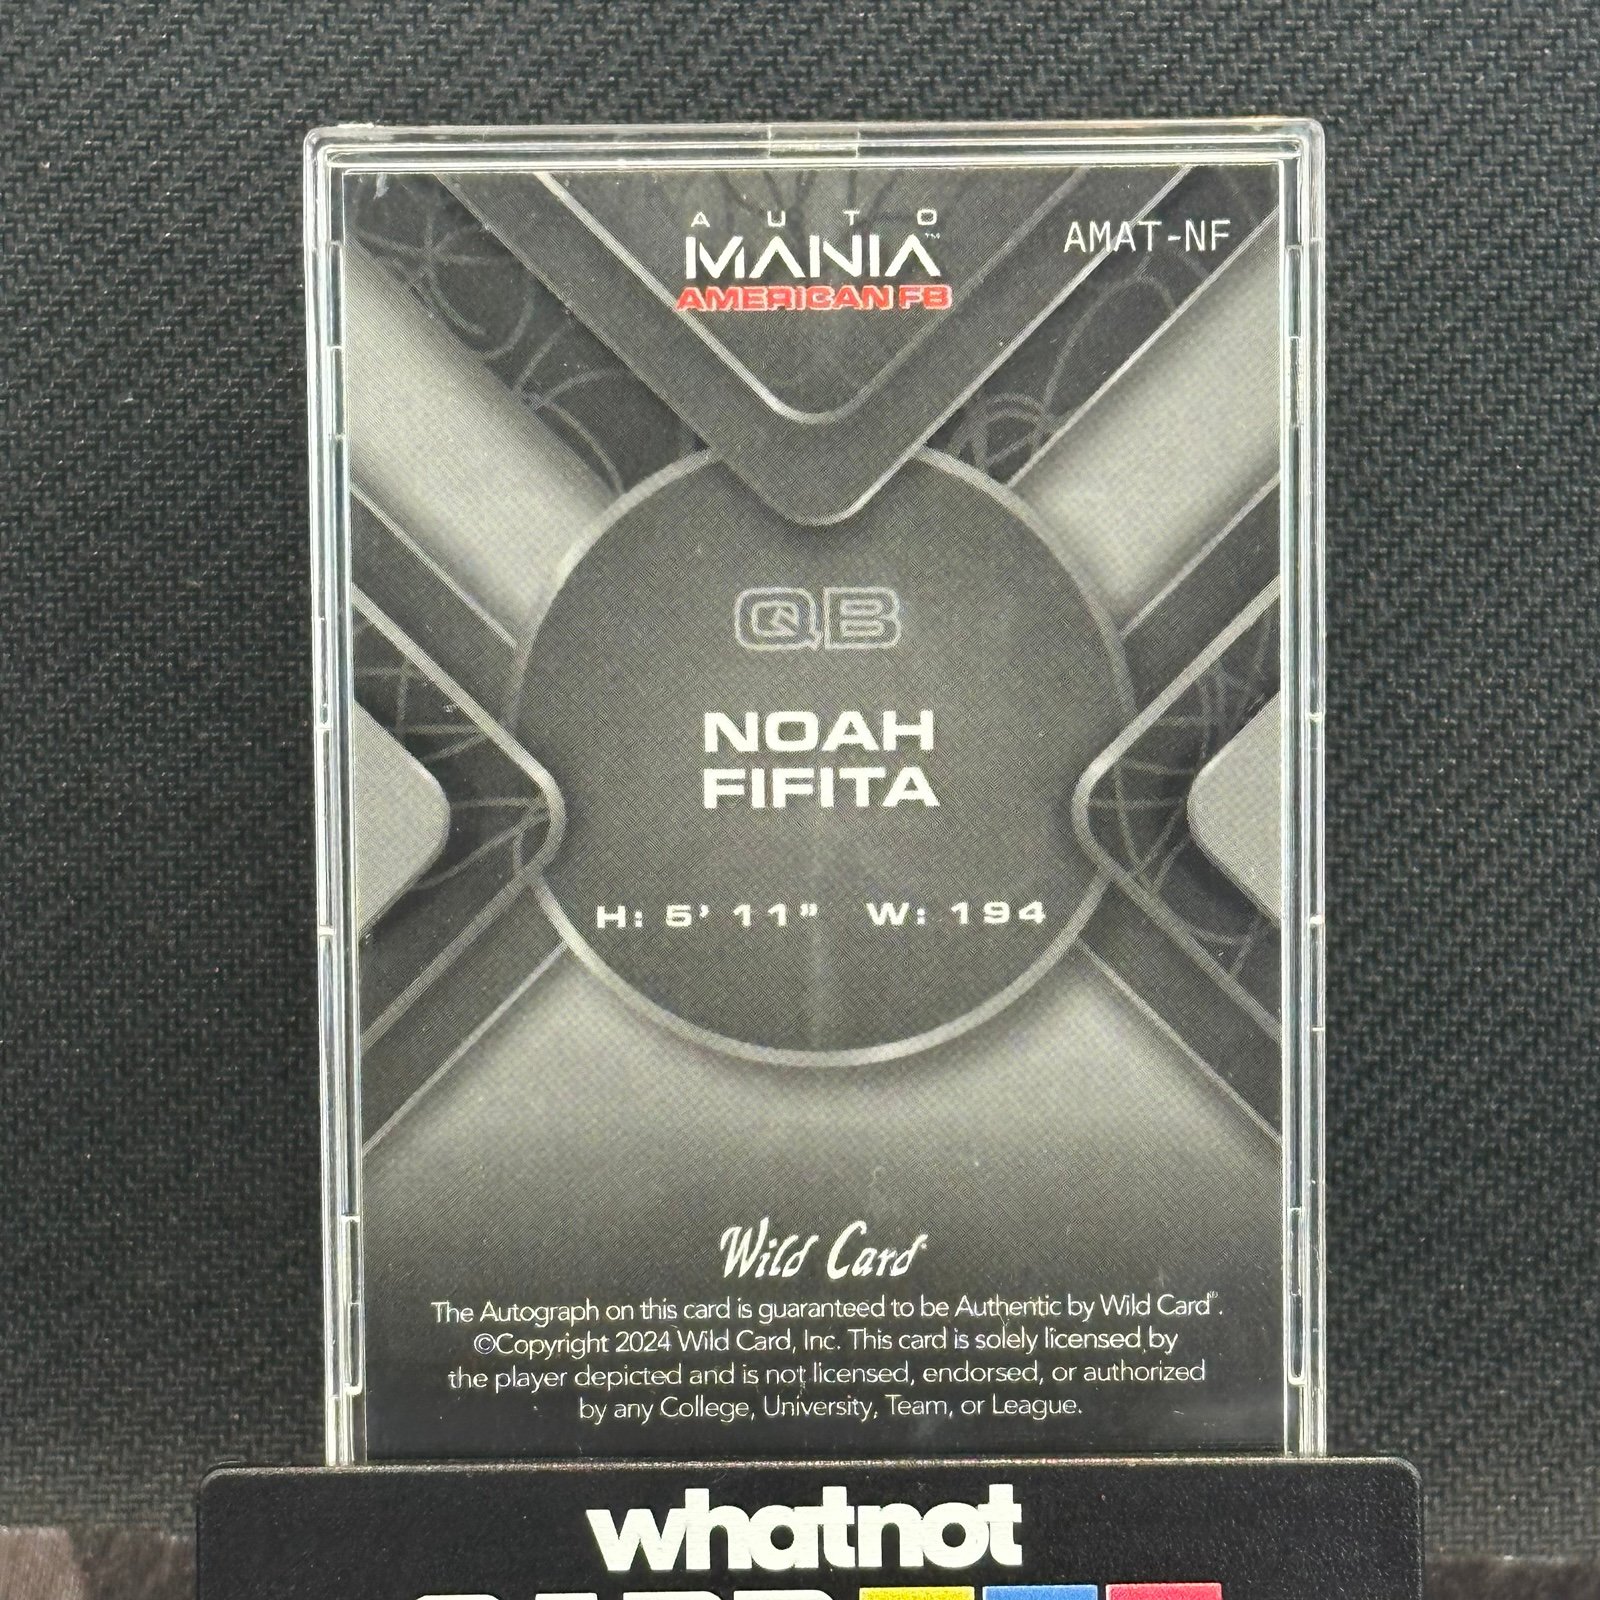 AUTO
MANIA™
AMERICAN FB
AMAT-NF
QB
NOAH
FIFITA
H: 5' 11" W: 194
Wild Card
The Autograph on this card is guaranteed to be Authentic by Wild Card®.
©Copyright 2024 Wild Card, Inc. This card is solely licensed by
the player depicted and is not licensed, endorsed, or authorized
by any College, University, Team, or League.
whatnot